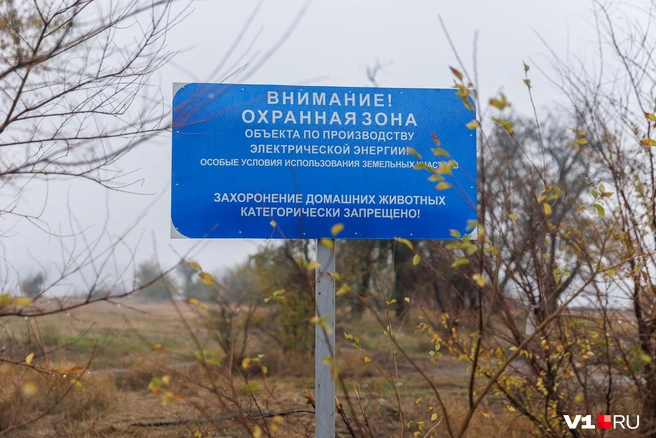 ВНИМАНИЕ!
ОХРАННАЯ ЗОНА
ОБЪЕКТА ПО ПРОИЗВОДСТВУ
ЭЛЕКТРИЧЕСКОЙ ЭНЕРГИИ
ОСОБЫЕ УСЛОВИЯ ИСПОЛЬЗОВАНИЯ ЗЕМЕЛЬНЫХ
ЗАХОРОНЕНИЕ ДОМАШНИХ ЖИВОТНЫХ
КАТЕГОРИЧЕСКИ ЗАПРЕЩЕНО!
V1.RU